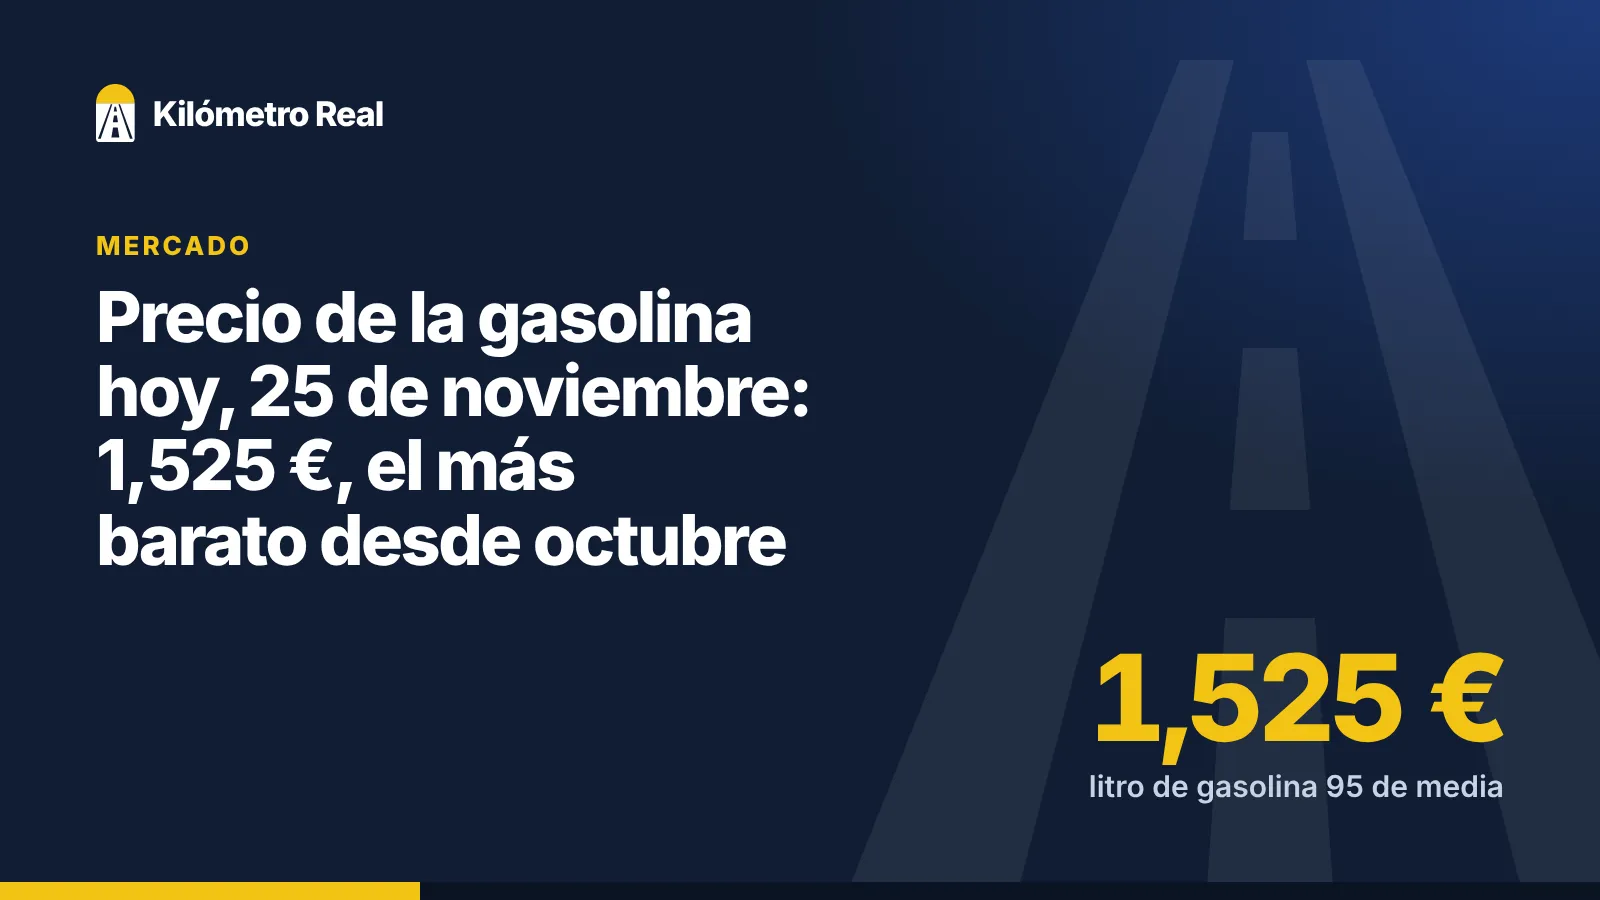 Kilómetro Real
MERCADO
Precio de la gasolina
hoy, 25 de noviembre:
1,525 €, el más
barato desde octubre
1,525 €
litro de gasolina 95 de media